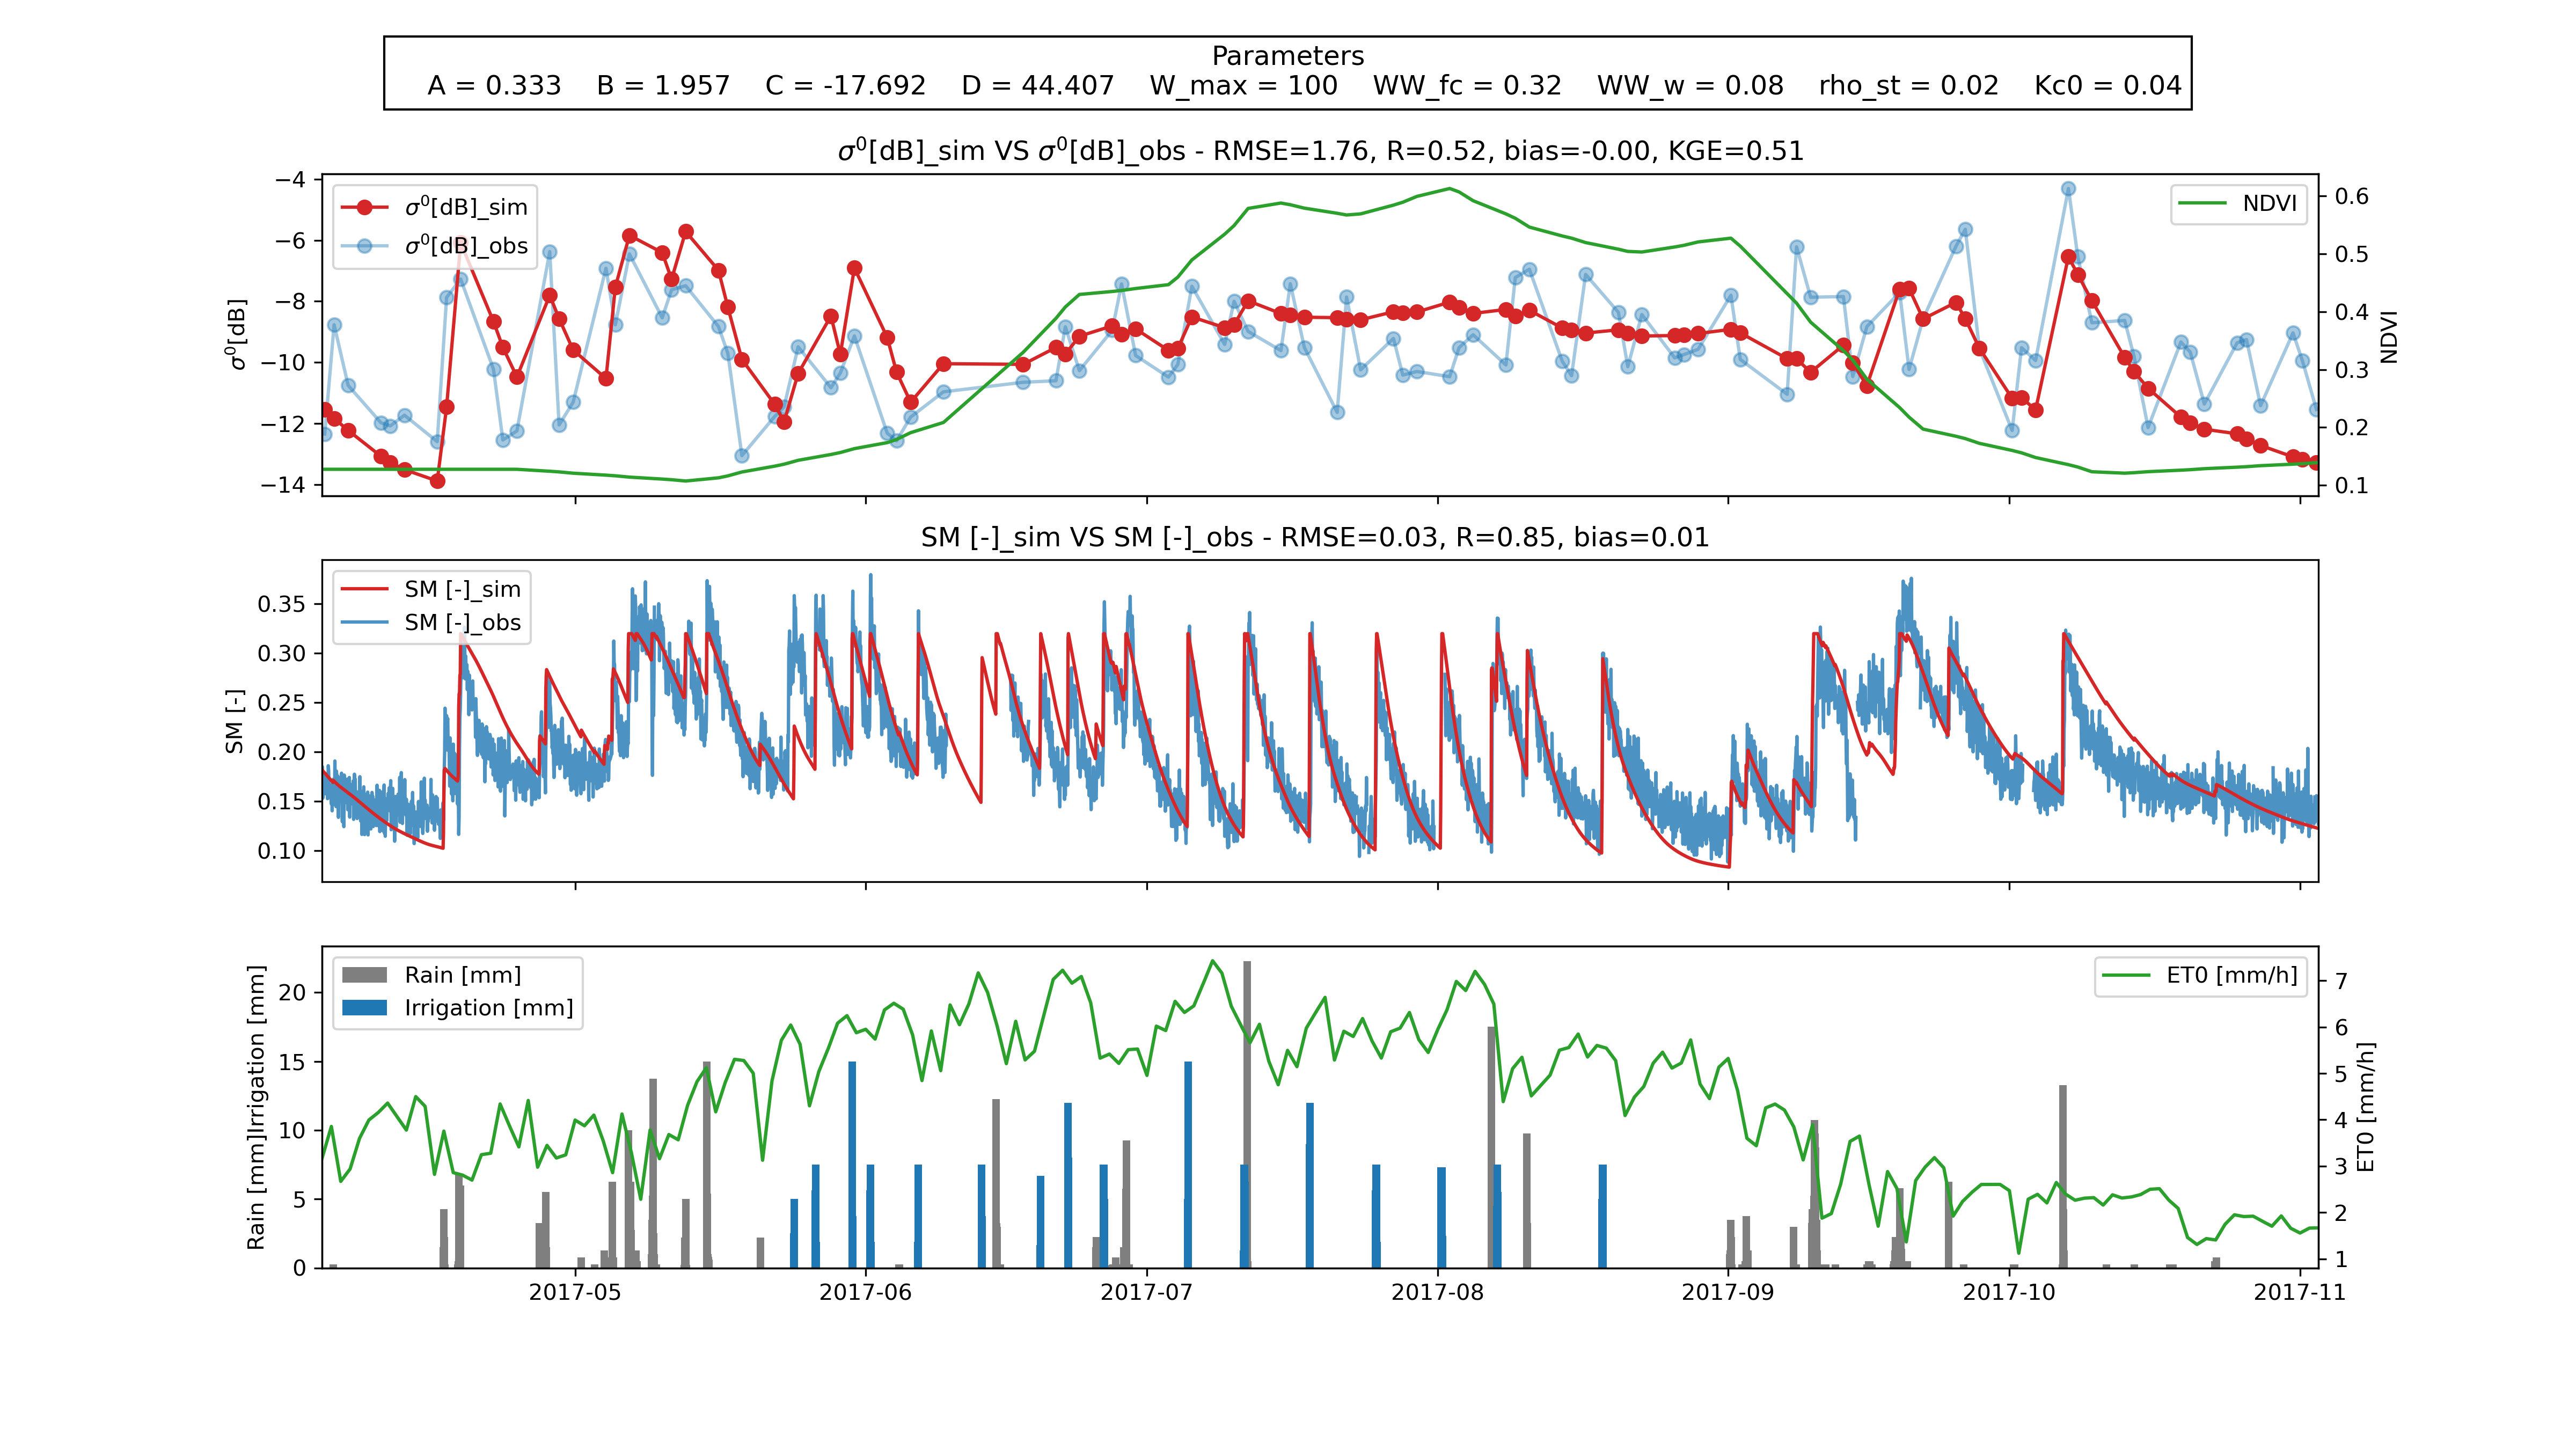 Parameters
A = 0.333 B = 1.957 C = -17.692 D = 44.407 W_max = 100 WW_fc = 0.32 WW_w = 0.08 rho_st = 0.02 Kc0 = 0.04
σ⁰[dB]_sim VS σ⁰[dB]_obs - RMSE=1.76, R=0.52, bias=-0.00, KGE=0.51
σ⁰[dB]
−4
−6
−8
−10
−12
−14
σ⁰[dB]_sim
σ⁰[dB]_obs
NDVI
0.6
0.5
0.4
0.3
0.2
0.1
NDVI
SM [-]_sim VS SM [-]_obs - RMSE=0.03, R=0.85, bias=0.01
SM [-]
0.35
0.30
0.25
0.20
0.15
0.10
SM [-]_sim
SM [-]_obs
Rain [mm]Irrigation [mm]
20
15
10
5
0
Rain [mm]
Irrigation [mm]
ET0 [mm/h]
7
6
5
4
3
2
1
ET0 [mm/h]
2017-05 2017-06 2017-07 2017-08 2017-09 2017-10 2017-11